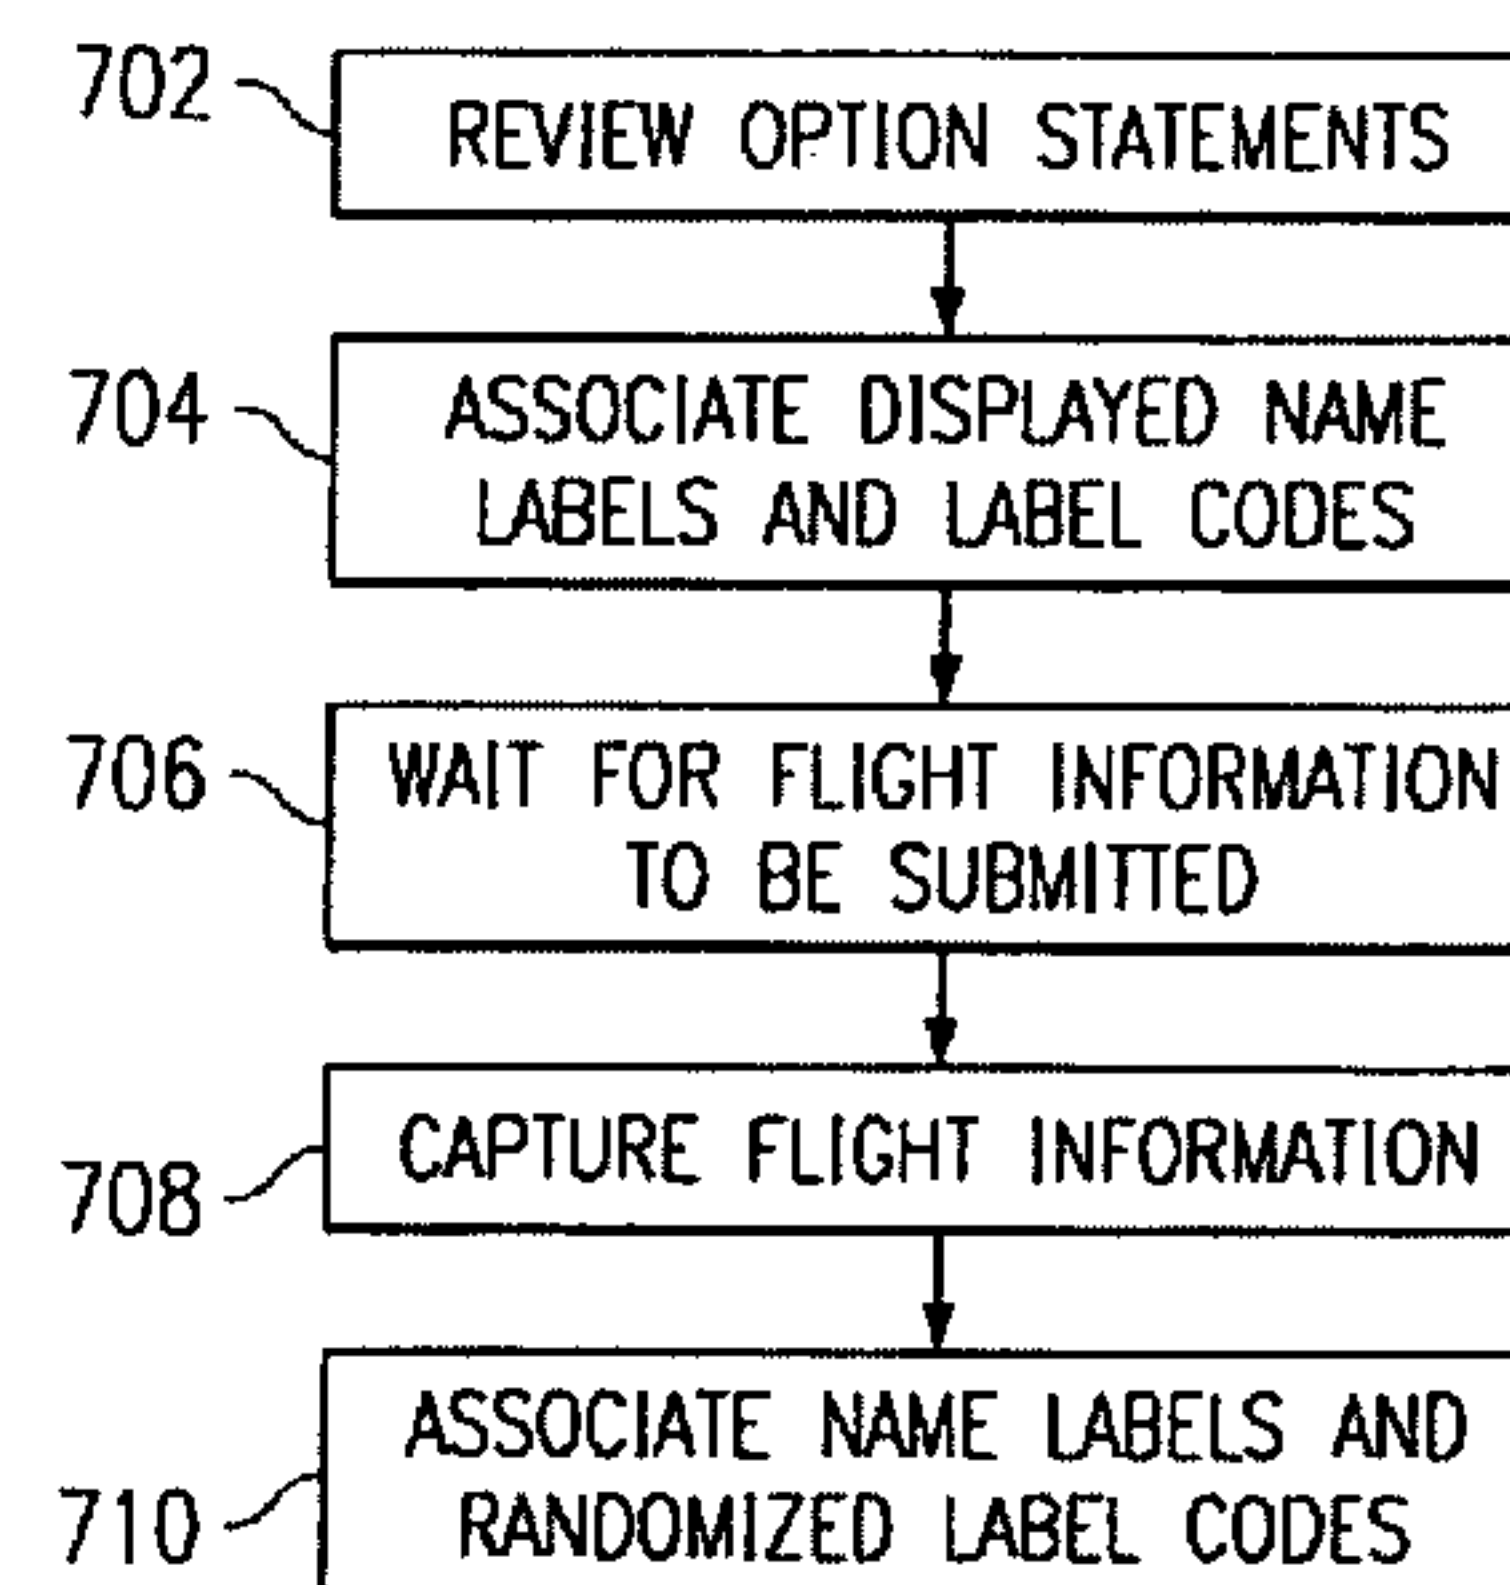 702
REVIEW OPTION STATEMENTS
704
ASSOCIATE DISPLAYED NAME
LABELS AND LABEL CODES
706
WAIT FOR FLIGHT INFORMATION
TO BE SUBMITTED
CAPTURE FLIGHT INFORMATION
708
ASSOCIATE NAME LABELS AND
710
RANDOMIZED LABEL CODES